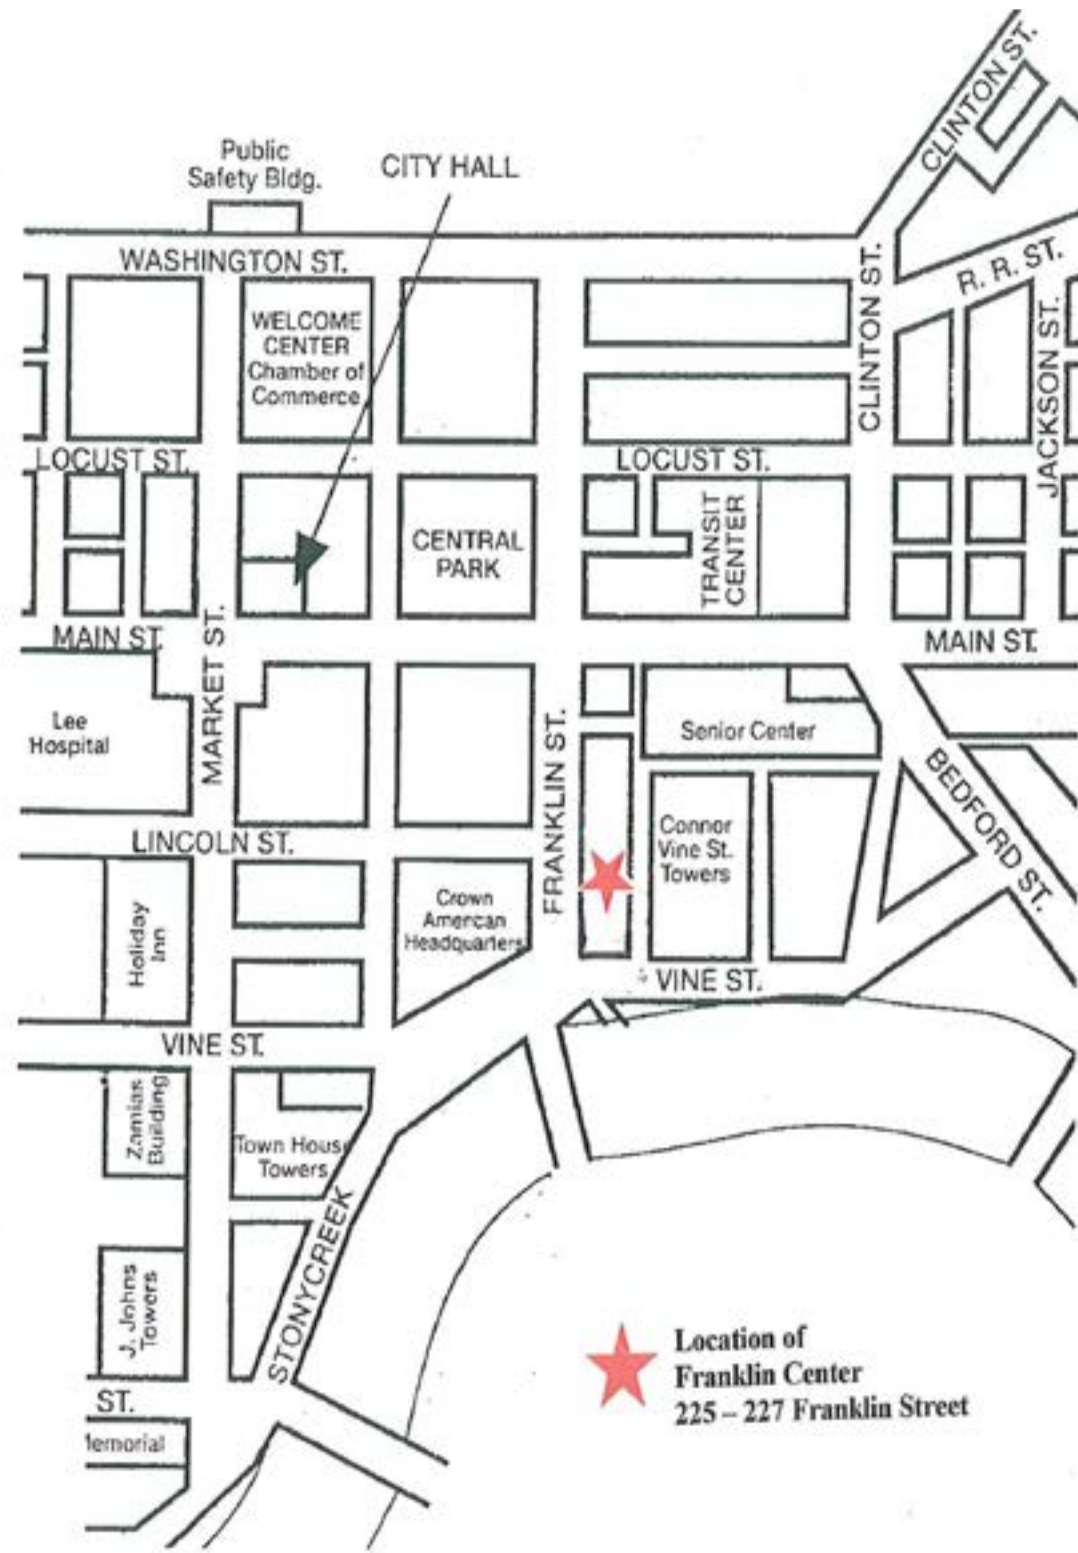 CLINTON ST.
Public
Safety Bldg.
CITY HALL
WASHINGTON ST.
R. R. ST.
CLINTON ST.
JACKSON ST.
WELCOME
CENTER
Chamber of
Commerce
LOCUST ST.
LOCUST ST.
CENTRAL
PARK
TRANSIT
CENTER
MAIN ST.
MAIN ST.
MARKET ST.
Lee
Hospital
FRANKLIN ST.
Senior Center
BEDFORD ST.
LINCOLN ST.
Connor
Vine St.
Towers
Holiday
Inn
Crown
American
Headquarters
VINE ST.
VINE ST.
Zamias
Building
Town House
Towers
STONYCREEK
J. Johns
Towers
ST.
Memorial
Location of
Franklin Center
225 – 227 Franklin Street